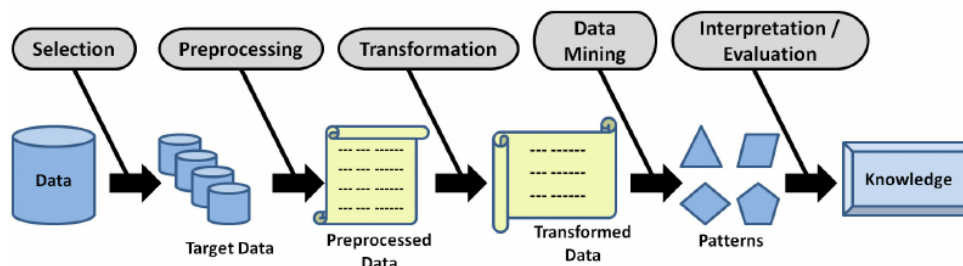 Selection
Preprocessing
Transformation
Data
Mining
Interpretation /
Evaluation
Data
Target Data
Preprocessed
Data
Transformed
Data
Patterns
Knowledge